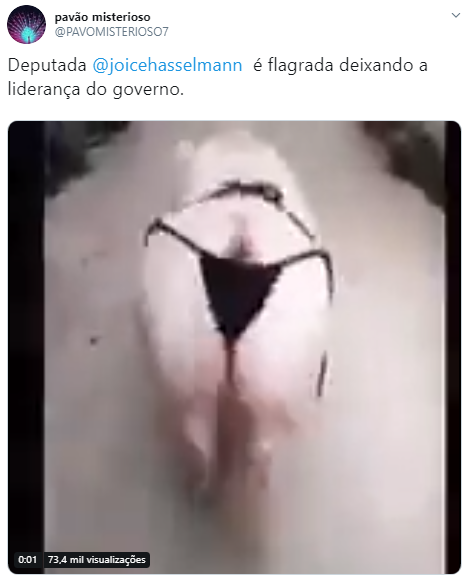 pavão misterioso
@PAVOMISTERIOSO7
Deputada @joicehasselmann é flagrada deixando a
liderança do governo.
0:01 73,4 mil visualizações